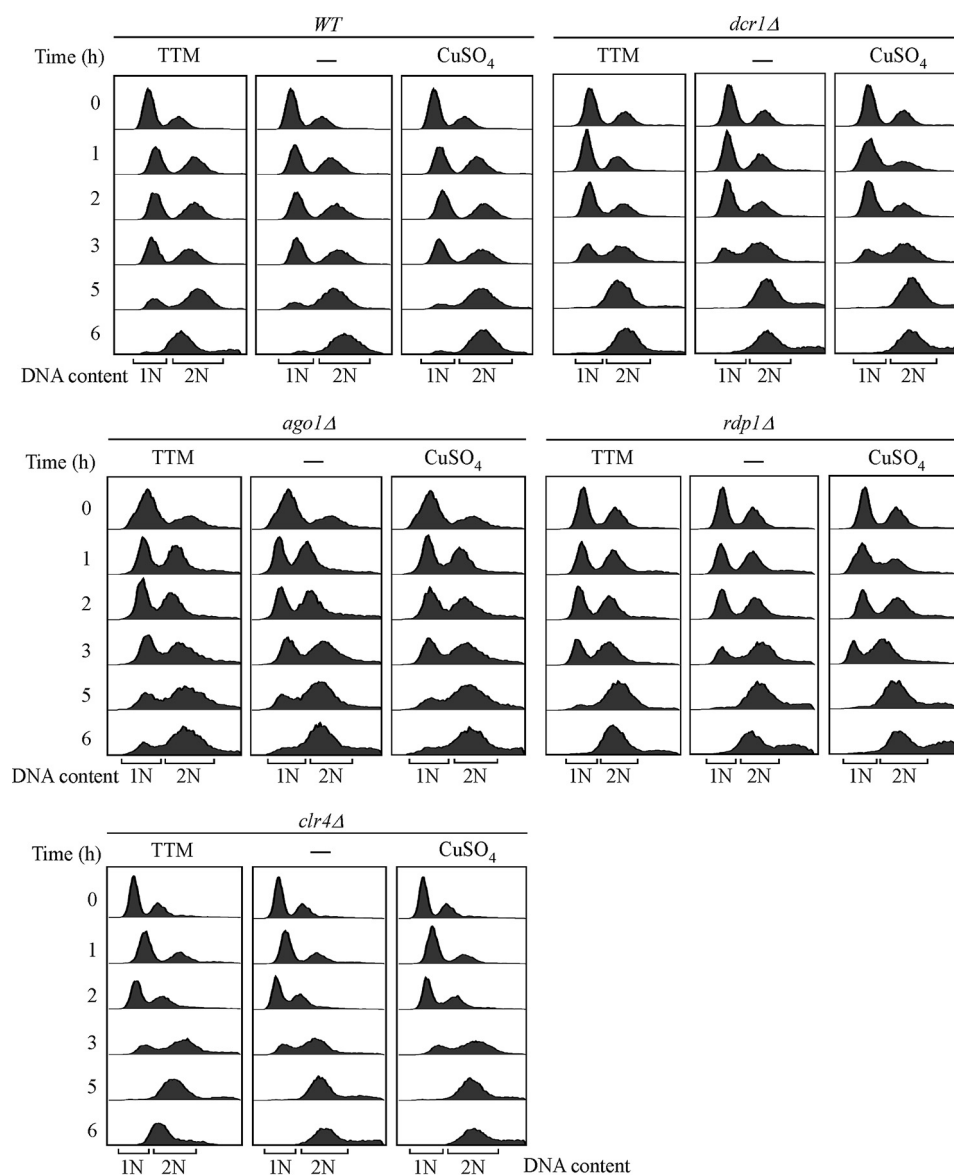 WT dcr1Δ
Time (h) TTM — CuSO₄ TTM — CuSO₄
0
1
2
3
5
6
DNA content 1N 2N 1N 2N 1N 2N 1N 2N 1N 2N 1N 2N
ago1Δ rdp1Δ
Time (h) TTM — CuSO₄ TTM — CuSO₄
0
1
2
3
5
6
DNA content 1N 2N 1N 2N 1N 2N 1N 2N 1N 2N 1N 2N
clr4Δ
Time (h) TTM — CuSO₄
0
1
2
3
5
6
1N 2N 1N 2N 1N 2N DNA content